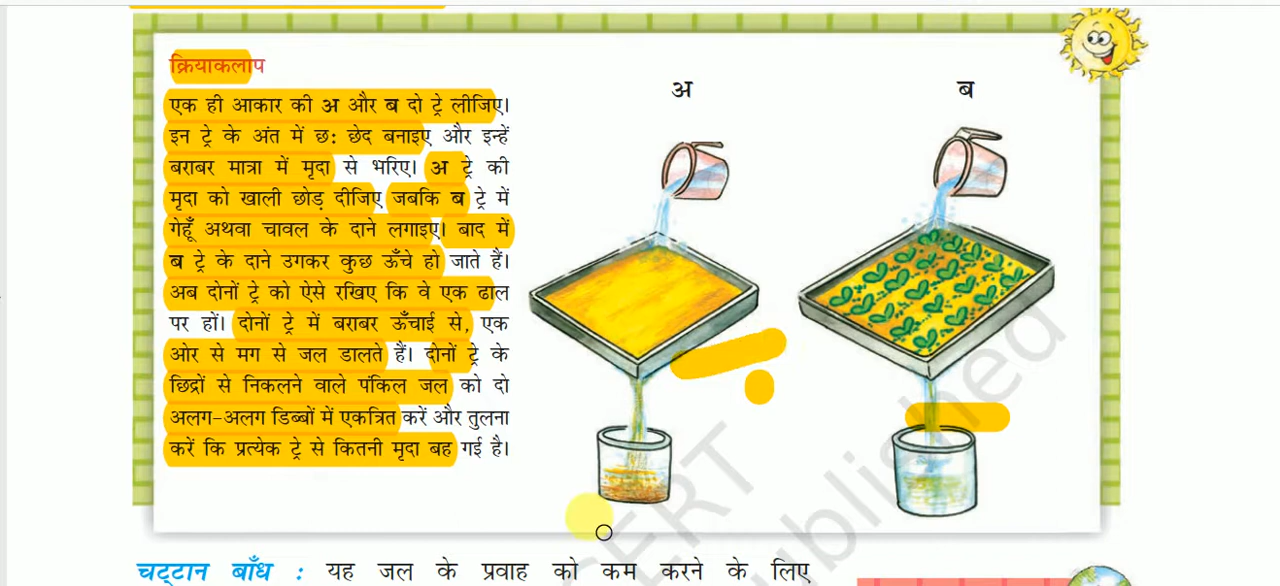 क्रियाकलाप
एक ही आकार की अ और ब दो ट्रे लीजिए।
इन ट्रे के अंत में छ: छेद बनाइए और इन्हें
बराबर मात्रा में मृदा से भरिए। अ ट्रे की
मृदा को खाली छोड़ दीजिए जबकि ब ट्रे में
गेहूँ अथवा चावल के दाने लगाइए। बाद में
ब ट्रे के दाने उगकर कुछ ऊँचे हो जाते हैं।
अब दोनों ट्रे को ऐसे रखिए कि वे एक ढाल
पर हों। दोनों ट्रे में बराबर ऊँचाई से, एक
ओर से मग से जल डालते हैं। दोनों ट्रे के
छिद्रों से निकलने वाले पंकिल जल को दो
अलग-अलग डिब्बों में एकत्रित करें और तुलना
करें कि प्रत्येक ट्रे से कितनी मृदा बह गई है।
अ
ब
चट्टान बाँध : यह जल के प्रवाह को कम करने के लिए